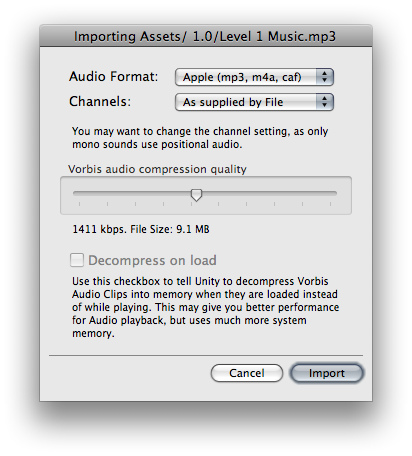 Importing Assets/ 1.0/Level 1 Music.mp3
Audio Format: Apple (mp3, m4a, caf)
Channels: As supplied by File
You may want to change the channel setting, as only
mono sounds use positional audio.
Vorbis audio compression quality
1411 kbps. File Size: 9.1 MB
Decompress on load
Use this checkbox to tell Unity to decompress Vorbis
Audio Clips into memory when they are loaded instead
of while playing. This may give you better performance
for Audio playback, but uses much more system
memory.
Cancel Import